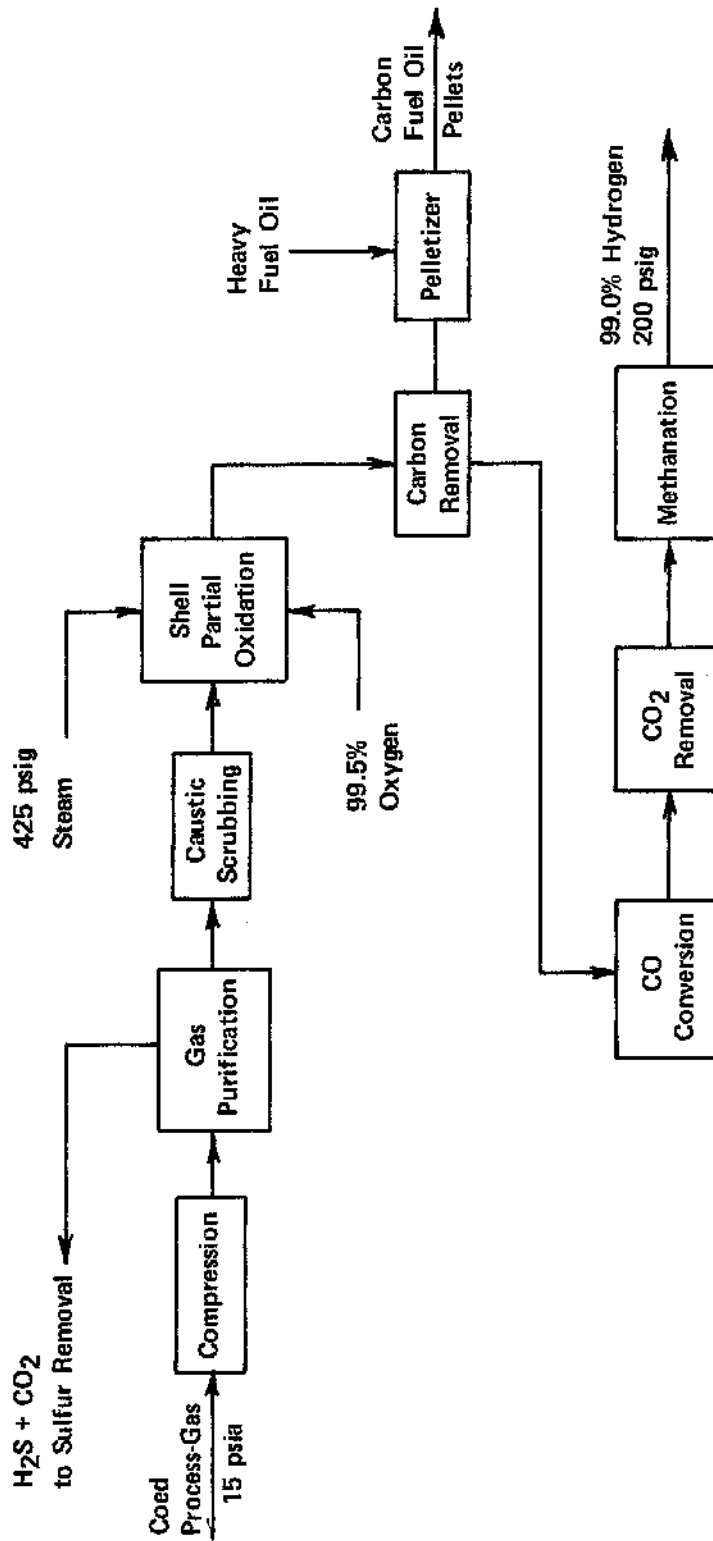 H2S + CO2
to Sulfur Removal
Coed
Process-Gas
15 psia
Compression
Gas
Purification
Caustic
Scrubbing
425 psig
Steam
Shell
Partial
Oxidation
99.5%
Oxygen
Carbon
Removal
Heavy
Fuel Oil
Pelletizer
Carbon
Fuel Oil
Pellets
CO
Conversion
CO2
Removal
Methanation
99.0% Hydrogen
200 psig